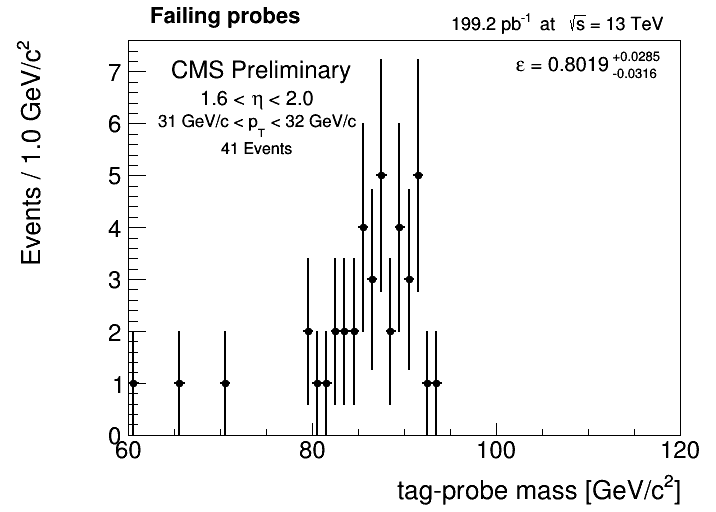 Failing probes
199.2 pb⁻¹ at √s = 13 TeV
CMS Preliminary
1.6 < η < 2.0
31 GeV/c < p_T < 32 GeV/c
41 Events
ε = 0.8019 +0.0285 -0.0316
Events / 1.0 GeV/c²
7
6
5
4
3
2
1
0
60 80 100 120
tag-probe mass [GeV/c²]